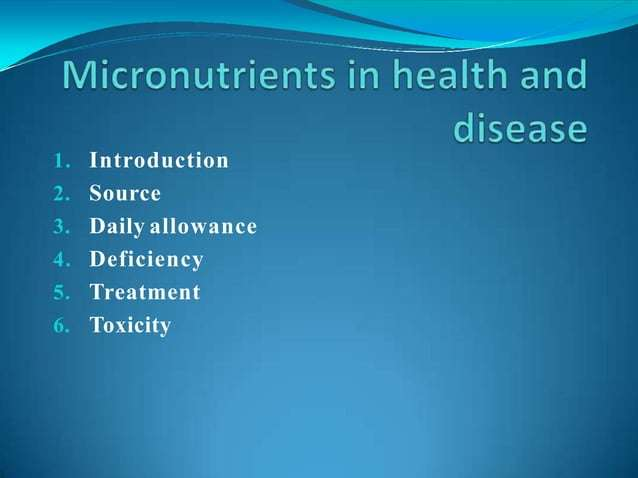 Micronutrients in health and
disease
1. Introduction
2. Source
3. Daily allowance
4. Deficiency
5. Treatment
6. Toxicity